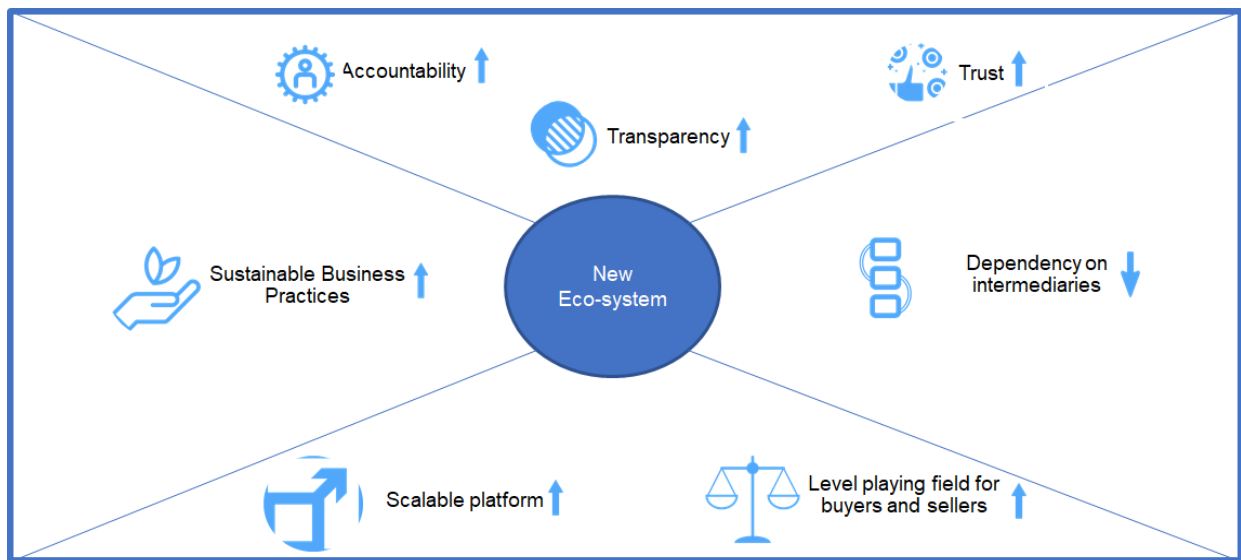 Accountability
Trust
Transparency
Sustainable Business
Practices
New
Eco-system
Dependency on
intermediaries
Scalable platform
Level playing field for
buyers and sellers